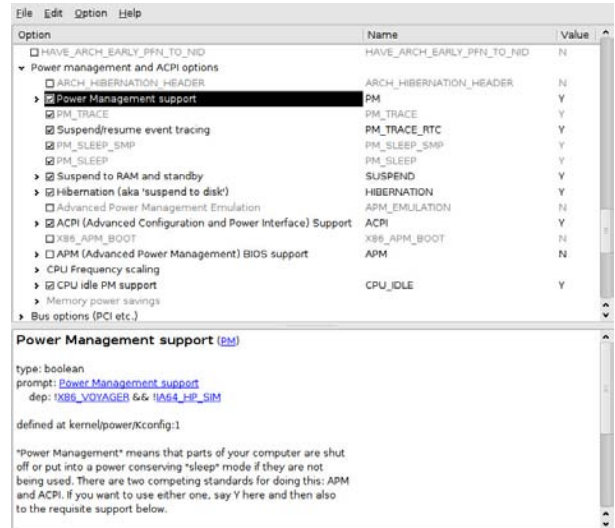 File Edit Option Help
Option Name Value
HAVE_ARCH_EARLY_PFN_TO_NID HAVE_ARCH_EARLY_PFN_TO_NID N
Power management and ACPI options
ARCH_HIBERNATION_HEADER ARCH_HIBERNATION_HEADER N
Power Management support PM Y
PM_TRACE PM_TRACE Y
Suspend/resume event tracing PM_TRACE_RTC Y
PM_SLEEP_SMP PM_SLEEP_SMP Y
PM_SLEEP PM_SLEEP Y
Suspend to RAM and standby SUSPEND Y
Hibernation (aka 'suspend to disk') HIBERNATION Y
Advanced Power Management Emulation APM_EMULATION N
ACPI (Advanced Configuration and Power Interface) Support ACPI Y
X86_APM_BOOT X86_APM_BOOT N
APM (Advanced Power Management) BIOS support APM N
CPU Frequency scaling
CPU idle PM support CPU_IDLE Y
Memory power savings
Bus options (PCI etc.)
Power Management support (PM)
type: boolean
prompt: Power Management support
dep: !X86_VOYAGER && !IA64_HP_SIM
defined at kernel/power/Kconfig:1
"Power Management" means that parts of your computer are shut
off or put into a power conserving "sleep" mode if they are not
being used. There are two competing standards for doing this: APM
and ACPI. If you want to use either one, say Y here and then also
to the requisite support below.